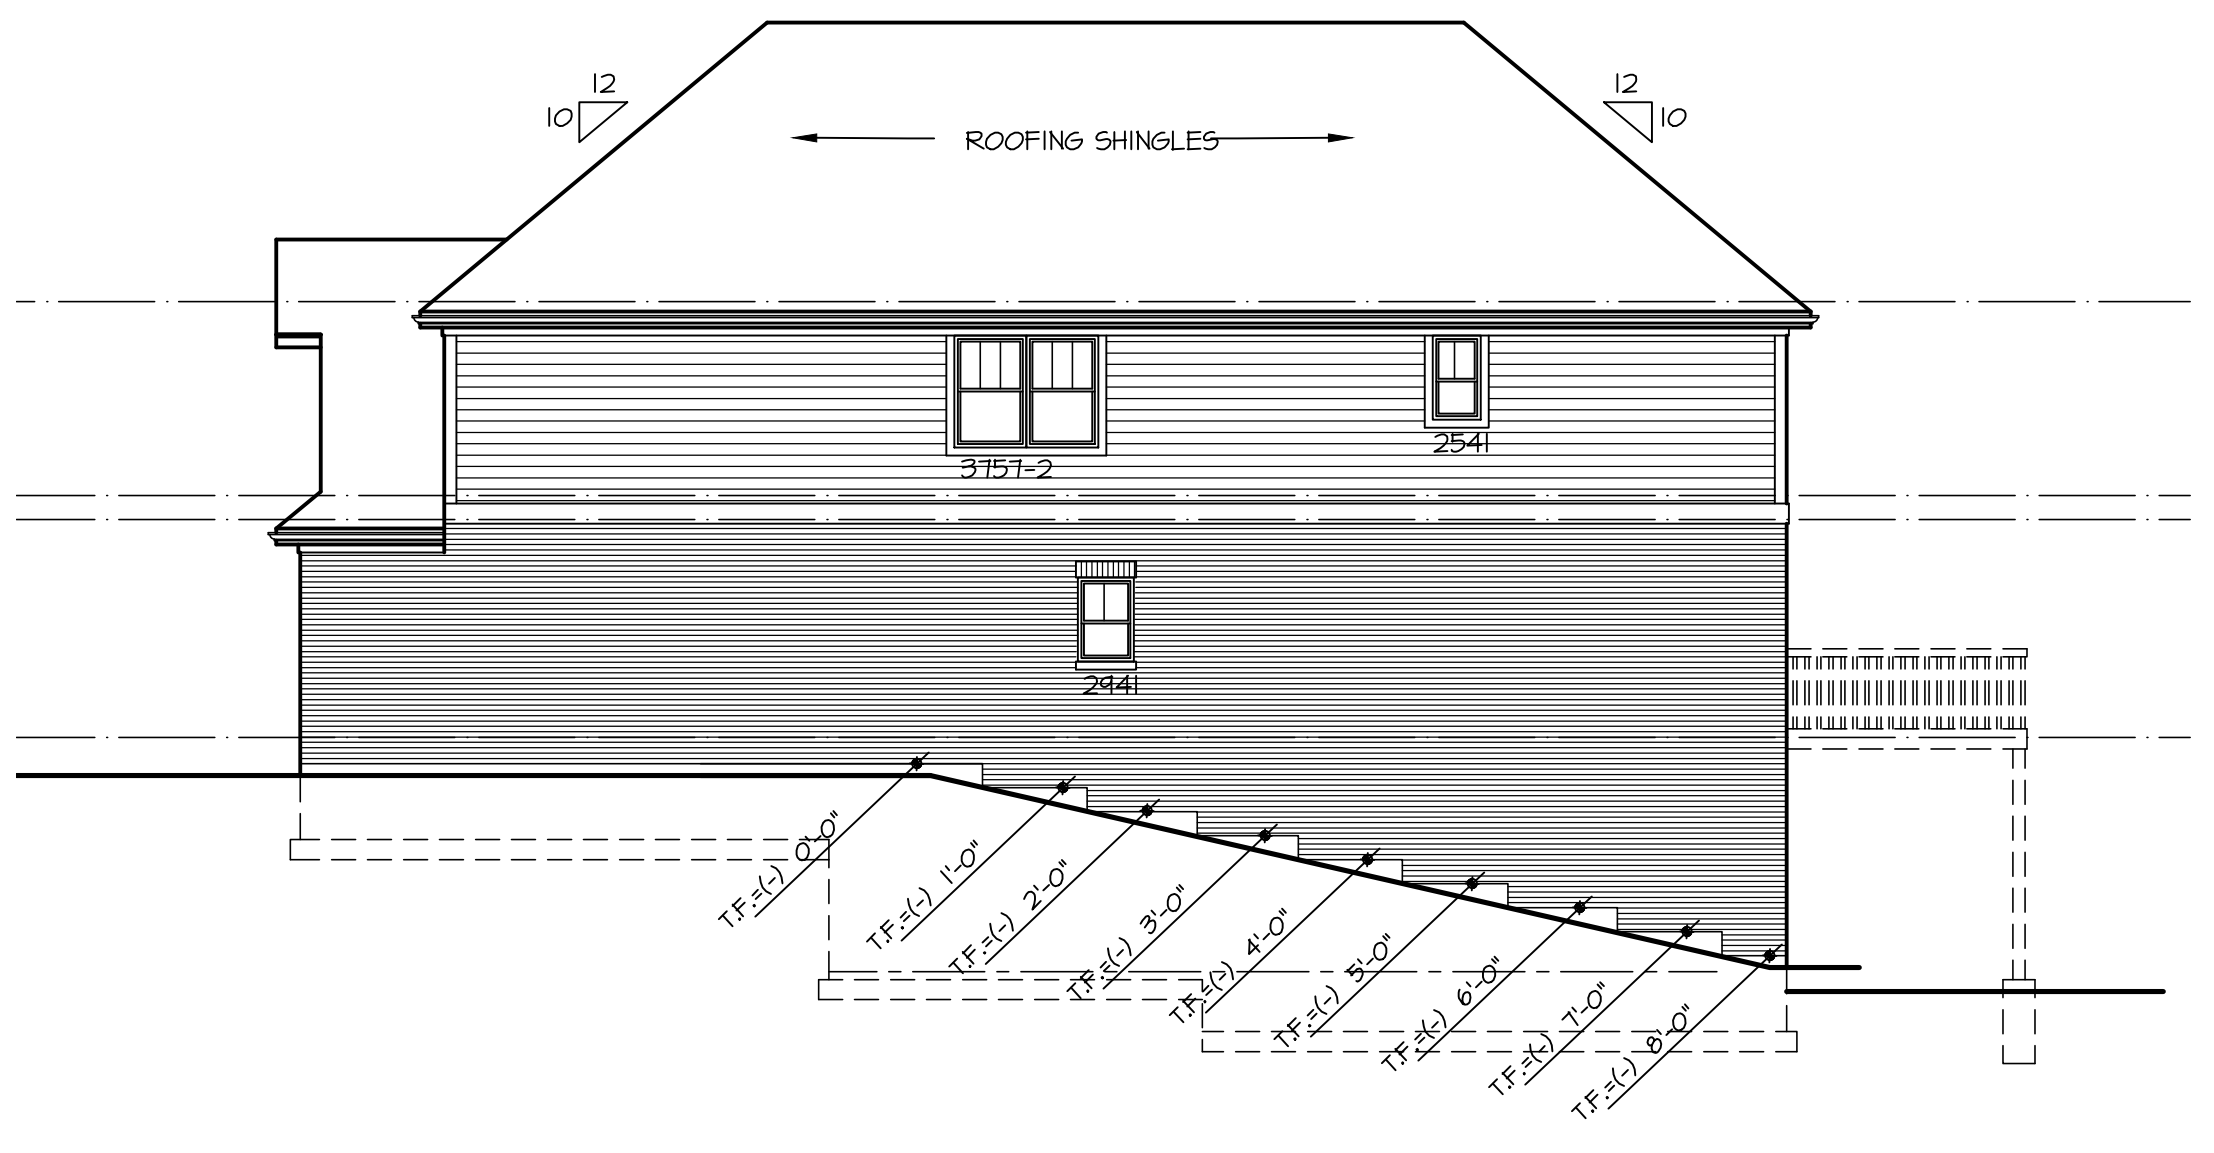 12
10
12
10
ROOFING SHINGLES
2541
3757-2
2941
T.F.=(-) 0'-0"
T.F.=(-) 1'-0"
T.F.=(-) 2'-0"
T.F.=(-) 3'-0"
T.F.=(-) 4'-0"
T.F.=(-) 5'-0"
T.F.=(-) 6'-0"
T.F.=(-) 7'-0"
T.F.=(-) 8'-0"